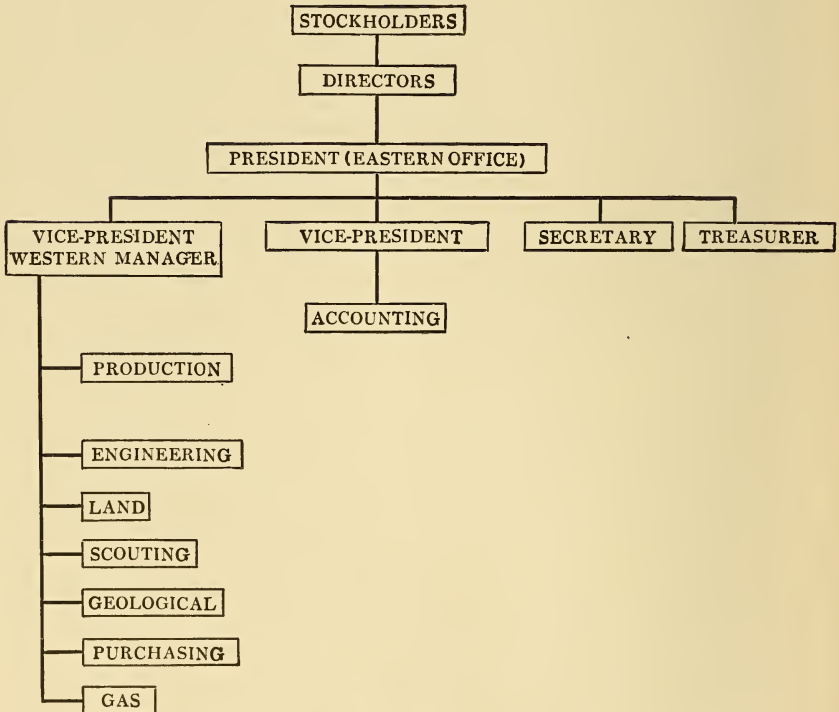 STOCKHOLDERS
DIRECTORS
PRESIDENT (EASTERN OFFICE)
VICE-PRESIDENT
WESTERN MANAGER
VICE-PRESIDENT
SECRETARY
TREASURER
ACCOUNTING
PRODUCTION
ENGINEERING
LAND
SCOUTING
GEOLOGICAL
PURCHASING
GAS